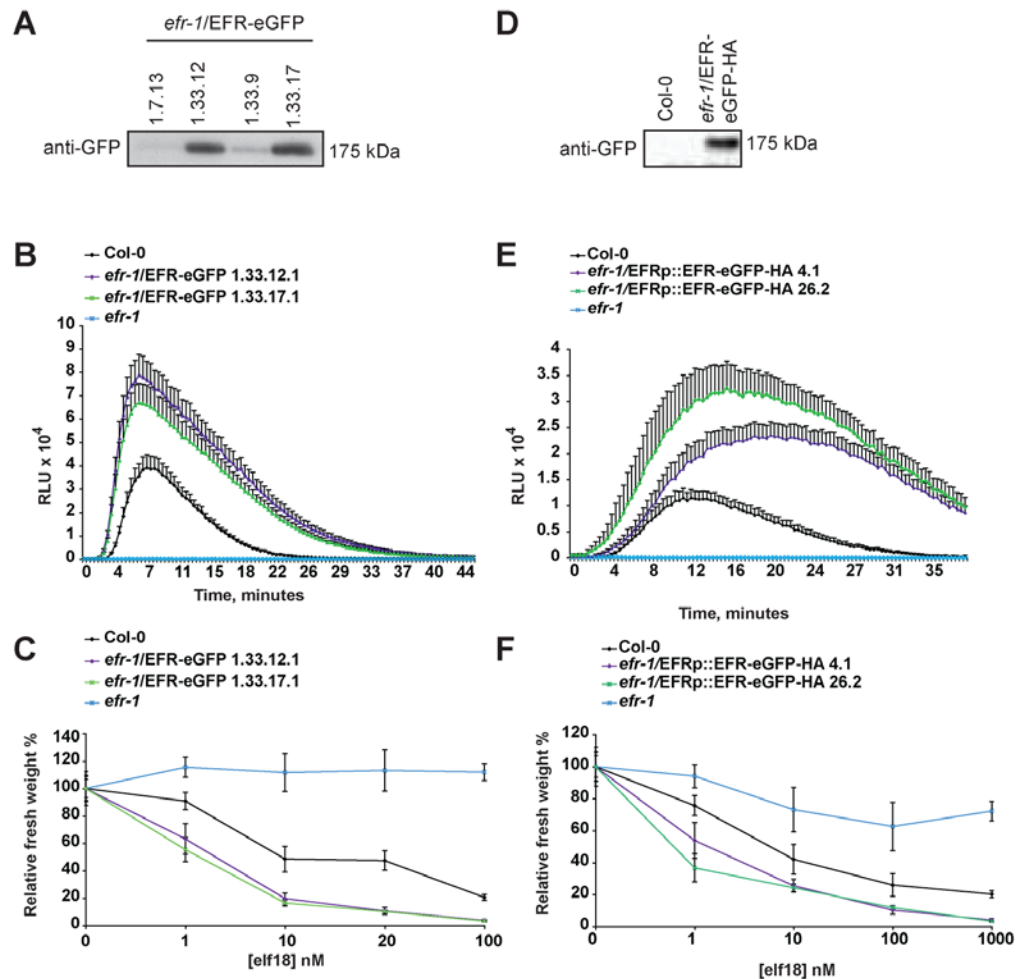 A
efr-1/EFR-eGFP
1.7.13
1.33.12
1.33.9
1.33.17
anti-GFP
175 kDa
D
Col-0
efr-1/EFR-
eGFP-HA
anti-GFP
175 kDa
B
Col-0
efr-1/EFR-eGFP 1.33.12.1
efr-1/EFR-eGFP 1.33.17.1
efr-1
RLU x 10⁴
10
9
8
7
6
5
4
3
2
1
0
0 4 7 11 15 18 22 26 29 33 37 40 44
Time, minutes
E
Col-0
efr-1/EFRp::EFR-eGFP-HA 4.1
efr-1/EFRp::EFR-eGFP-HA 26.2
efr-1
RLU x 10⁴
4
3.5
3
2.5
2
1.5
1
0.5
0
0 4 8 12 16 20 24 27 31 35
Time, minutes
C
Col-0
efr-1/EFR-eGFP 1.33.12.1
efr-1/EFR-eGFP 1.33.17.1
efr-1
Relative fresh weight %
140
120
100
80
60
40
20
0
0 1 10 20 100
[elf18] nM
F
Col-0
efr-1/EFRp::EFR-eGFP-HA 4.1
efr-1/EFRp::EFR-eGFP-HA 26.2
efr-1
Relative fresh weight %
120
100
80
60
40
20
0
0 1 10 100 1000
[elf18] nM